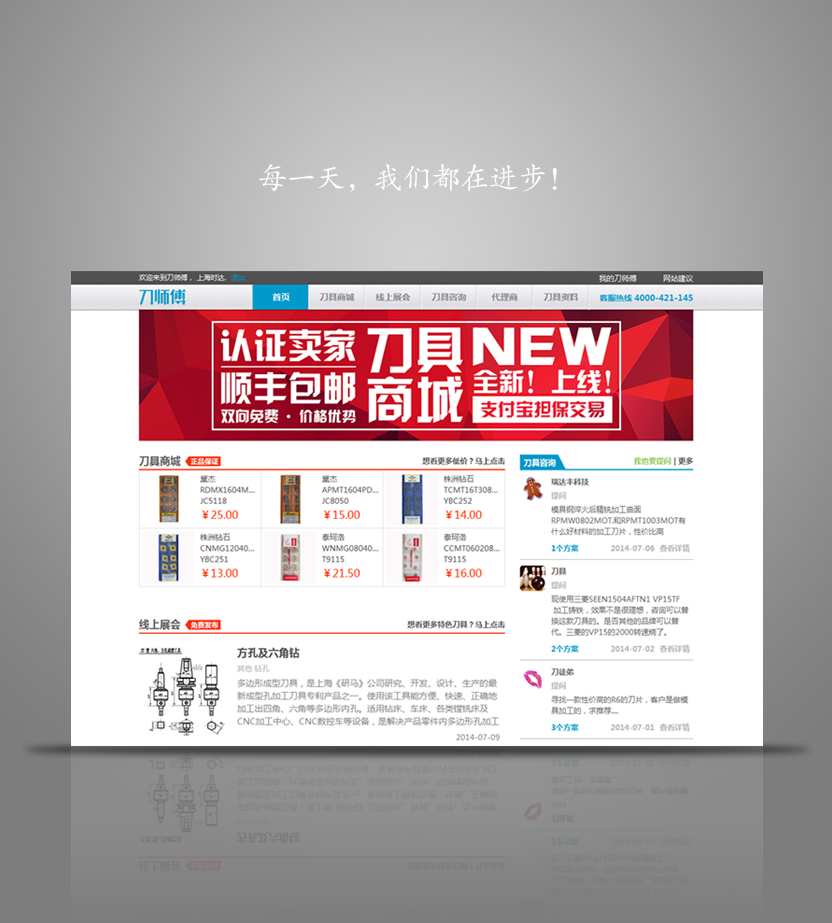 每一天，我们都在进步！
欢迎来到刀师傅，上海时达. 退出 我的刀师傅 网站建议
刀师傅 首页 刀具商城 线上展会 刀具咨询 代理商 刀具资料 客服热线 4000-421-145
认证卖家
顺丰包邮
双向免费·价格优势
刀具
商城
NEW
全新！上线！
支付宝担保交易
刀具商城 正品保证 想看更多低价？马上点击
黛杰
RDMX1604M...
JC5118
￥25.00
黛杰
APMT1604PD...
JC8050
￥15.00
株洲钻石
TCMT16T308...
YBC252
￥14.00
株洲钻石
CNMG12040...
YBC251
￥13.00
泰珂洛
WNMG08040...
T9115
￥21.50
泰珂洛
CCMT060208...
T9115
￥16.00
线上展会 免费发布 想看更多特色刀具？马上点击
方孔及六角钻
其他 钻孔
多边形成型刀具，是上海《研马》公司研究、开发、设计、生产的最
新成型孔加工刀具专利产品之一。使用该工具能方便、快速、正确地
加工出四角、六角等多边形内孔。适用钻床、车床、各类镗铣床及
CNC加工中心、CNC数控车等设备，是解决产品零件内多边形孔加工
2014-07-09
刀具咨询 我也要提问 | 更多
瑞达丰科技
提问
模具钢淬火后精铣加工曲面
RPMW0802MOT.和RPMT1003MOT有
什么好材料的加工刀片，性价比高
1个方案 2014-07-06 查看详情
刀具
提问
现使用三菱SEEN1504AFTN1 VP15TF
加工铸铁，效果不是很理想，咨询可以替
换这款刀具的。是否其他的品牌可以替
代。三菱的VP15的2000转速烧了。
2个方案 2014-07-02 查看详情
刀徒弟
提问
寻找一款性价高的R6的刀片，客户是做模
具加工的，求推荐....
3个方案 2014-07-01 查看详情